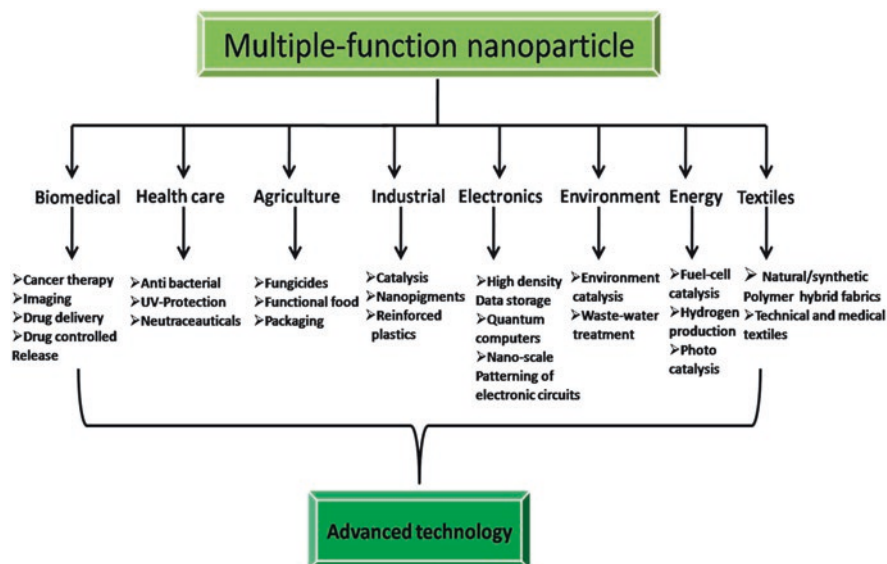 Multiple-function nanoparticle
Biomedical
➢Cancer therapy
➢Imaging
➢Drug delivery
➢Drug controlled
Release
Health care
➢Anti bacterial
➢UV-Protection
➢Neutraceauticals
Agriculture
➢Fungicides
➢Functional food
➢Packaging
Industrial
➢Catalysis
➢Nanopigments
➢Reinforced
plastics
Electronics
➢High density
Data storage
➢Quantum
computers
➢Nano-scale
Patterning of
electronic circuits
Environment
➢Environment
catalysis
➢Waste-water
treatment
Energy
➢Fuel-cell
catalysis
➢Hydrogen
production
➢Photo
catalysis
Textiles
➢ Natural/synthetic
Polymer hybrid fabrics
➢Technical and medical
textiles
Advanced technology